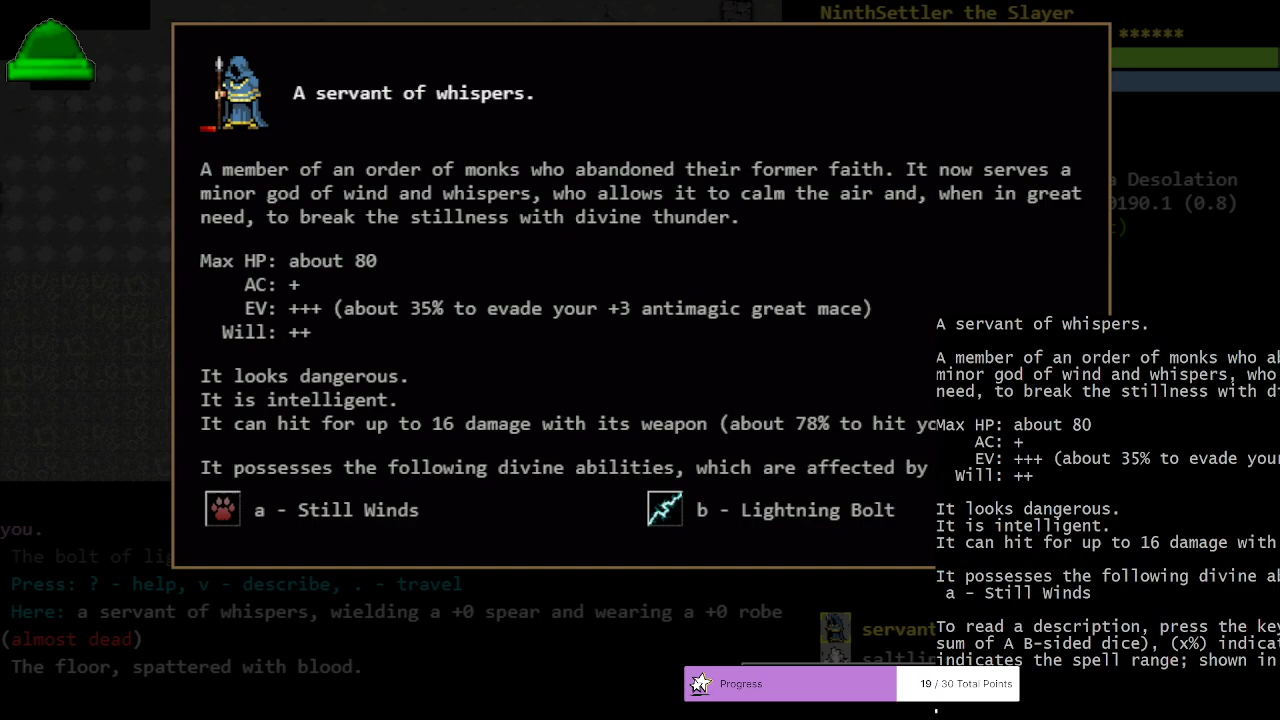 NinthSettler the Slayer
******
A servant of whispers.
A member of an order of monks who abandoned their former faith. It now serves a
minor god of wind and whispers, who allows it to calm the air and, when in great
need, to break the stillness with divine thunder.
Max HP: about 80
AC: +
EV: +++ (about 35% to evade your +3 antimagic great mace)
Will: ++
It looks dangerous.
It is intelligent.
It can hit for up to 16 damage with its weapon (about 78% to hit yo
It possesses the following divine abilities, which are affected by
a - Still Winds
b - Lightning Bolt
a Desolation
0190.1 (0.8)
A servant of whispers.
A member of an order of monks who ab
minor god of wind and whispers, who
need, to break the stillness with di
Max HP: about 80
AC: +
EV: +++ (about 35% to evade your
Will: ++
It looks dangerous.
It is intelligent.
It can hit for up to 16 damage with
It possesses the following divine ab
a - Still Winds
To read a description, press the key
sum of A B-sided dice), (x%) indicat
indicates the spell range; shown in
you.
The bolt of lig
Press: ? - help, v - describe, . - travel
Here: a servant of whispers, wielding a +0 spear and wearing a +0 robe
(almost dead)
The floor, spattered with blood.
servant
saltlin
Progress
19 / 30 Total Points